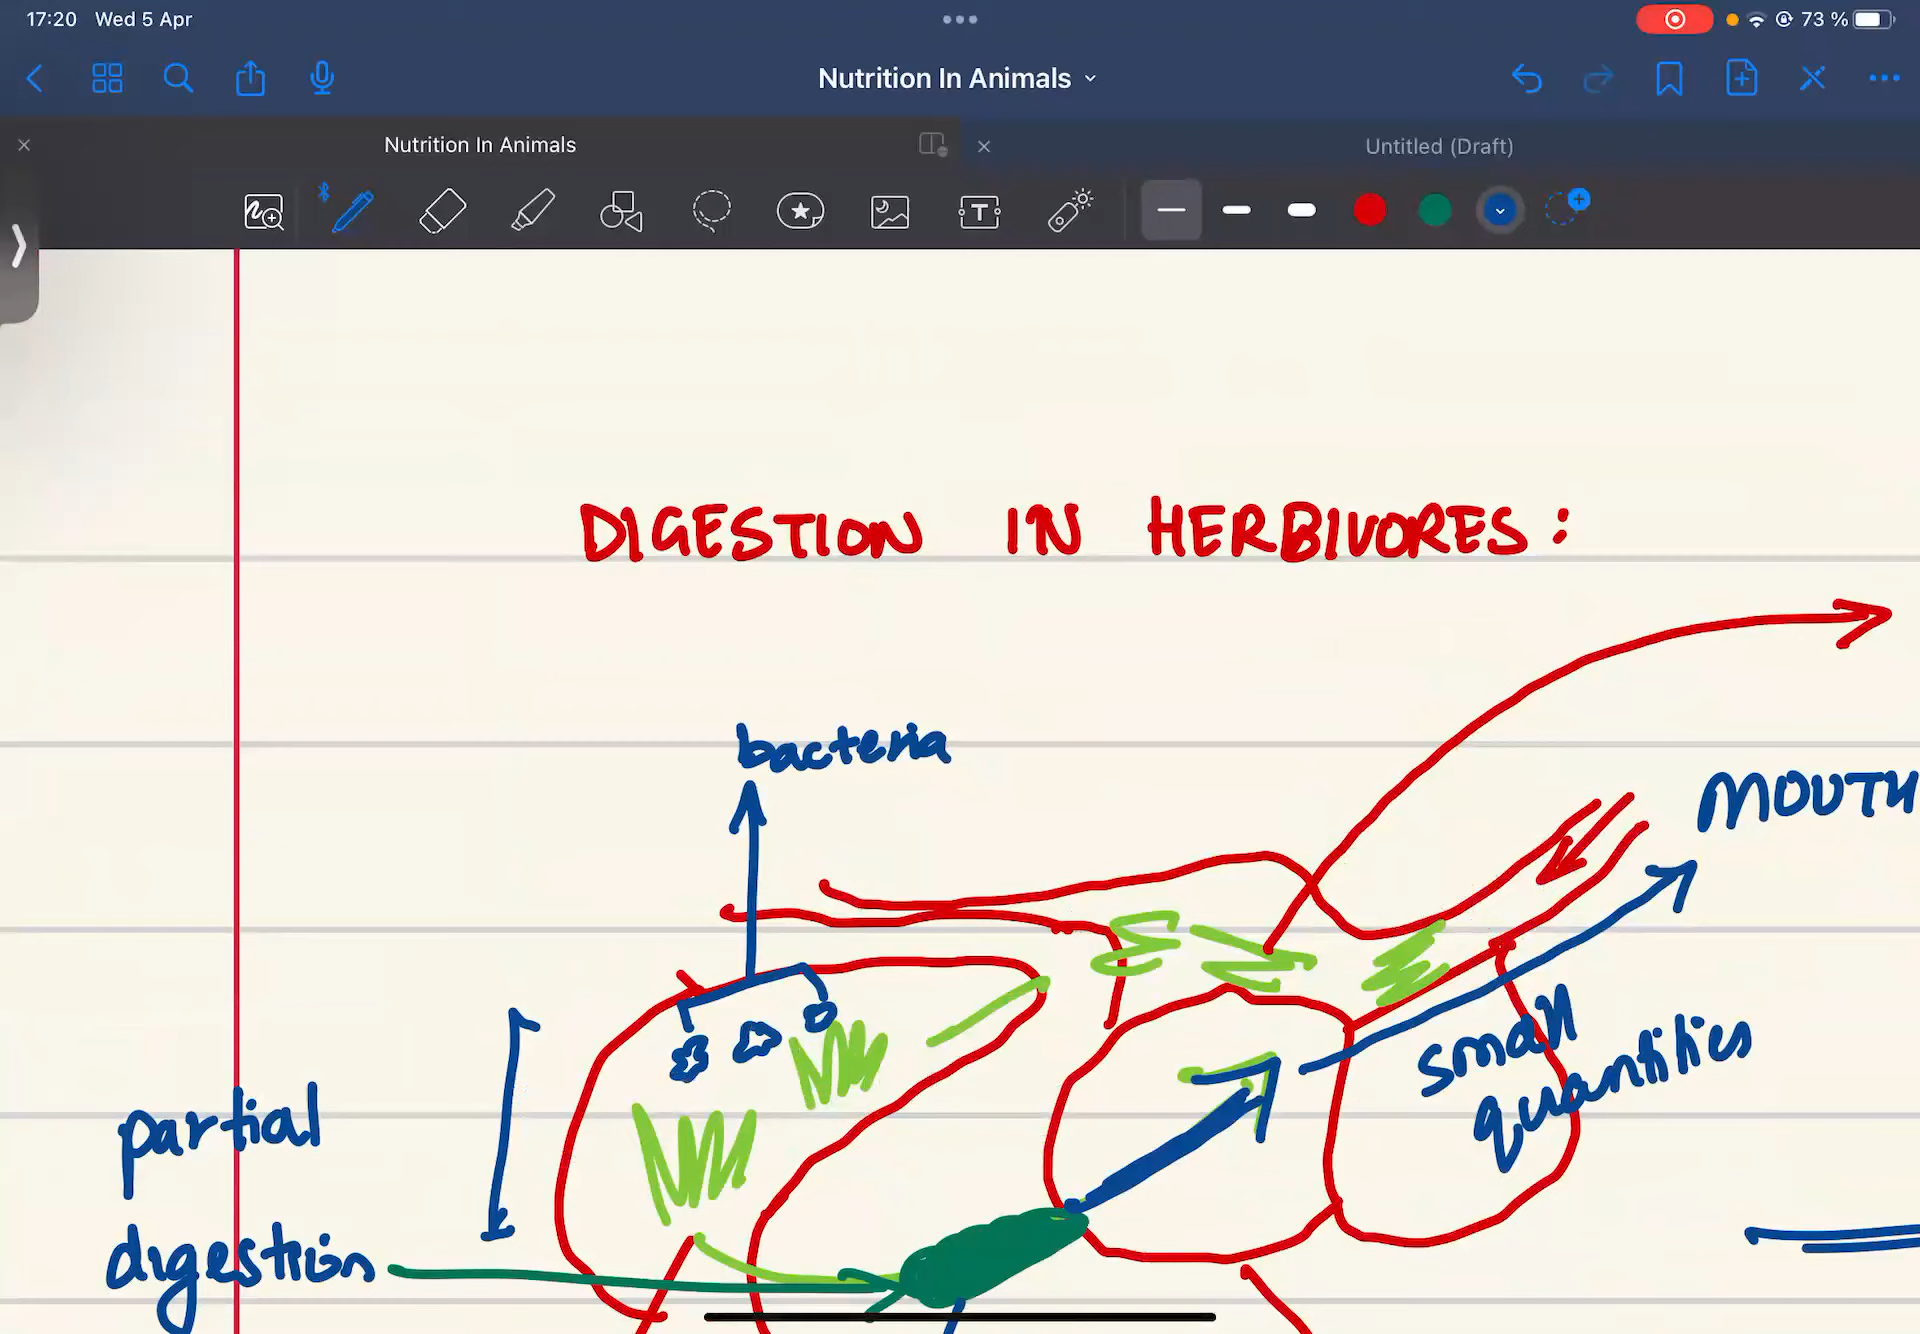 17:20 Wed 5 Apr
73 %
Nutrition In Animals
Nutrition In Animals
Untitled (Draft)
T
DIGESTION IN HERBIVORES:
bacteria
MOUTH
small
quantities
partial
digestion